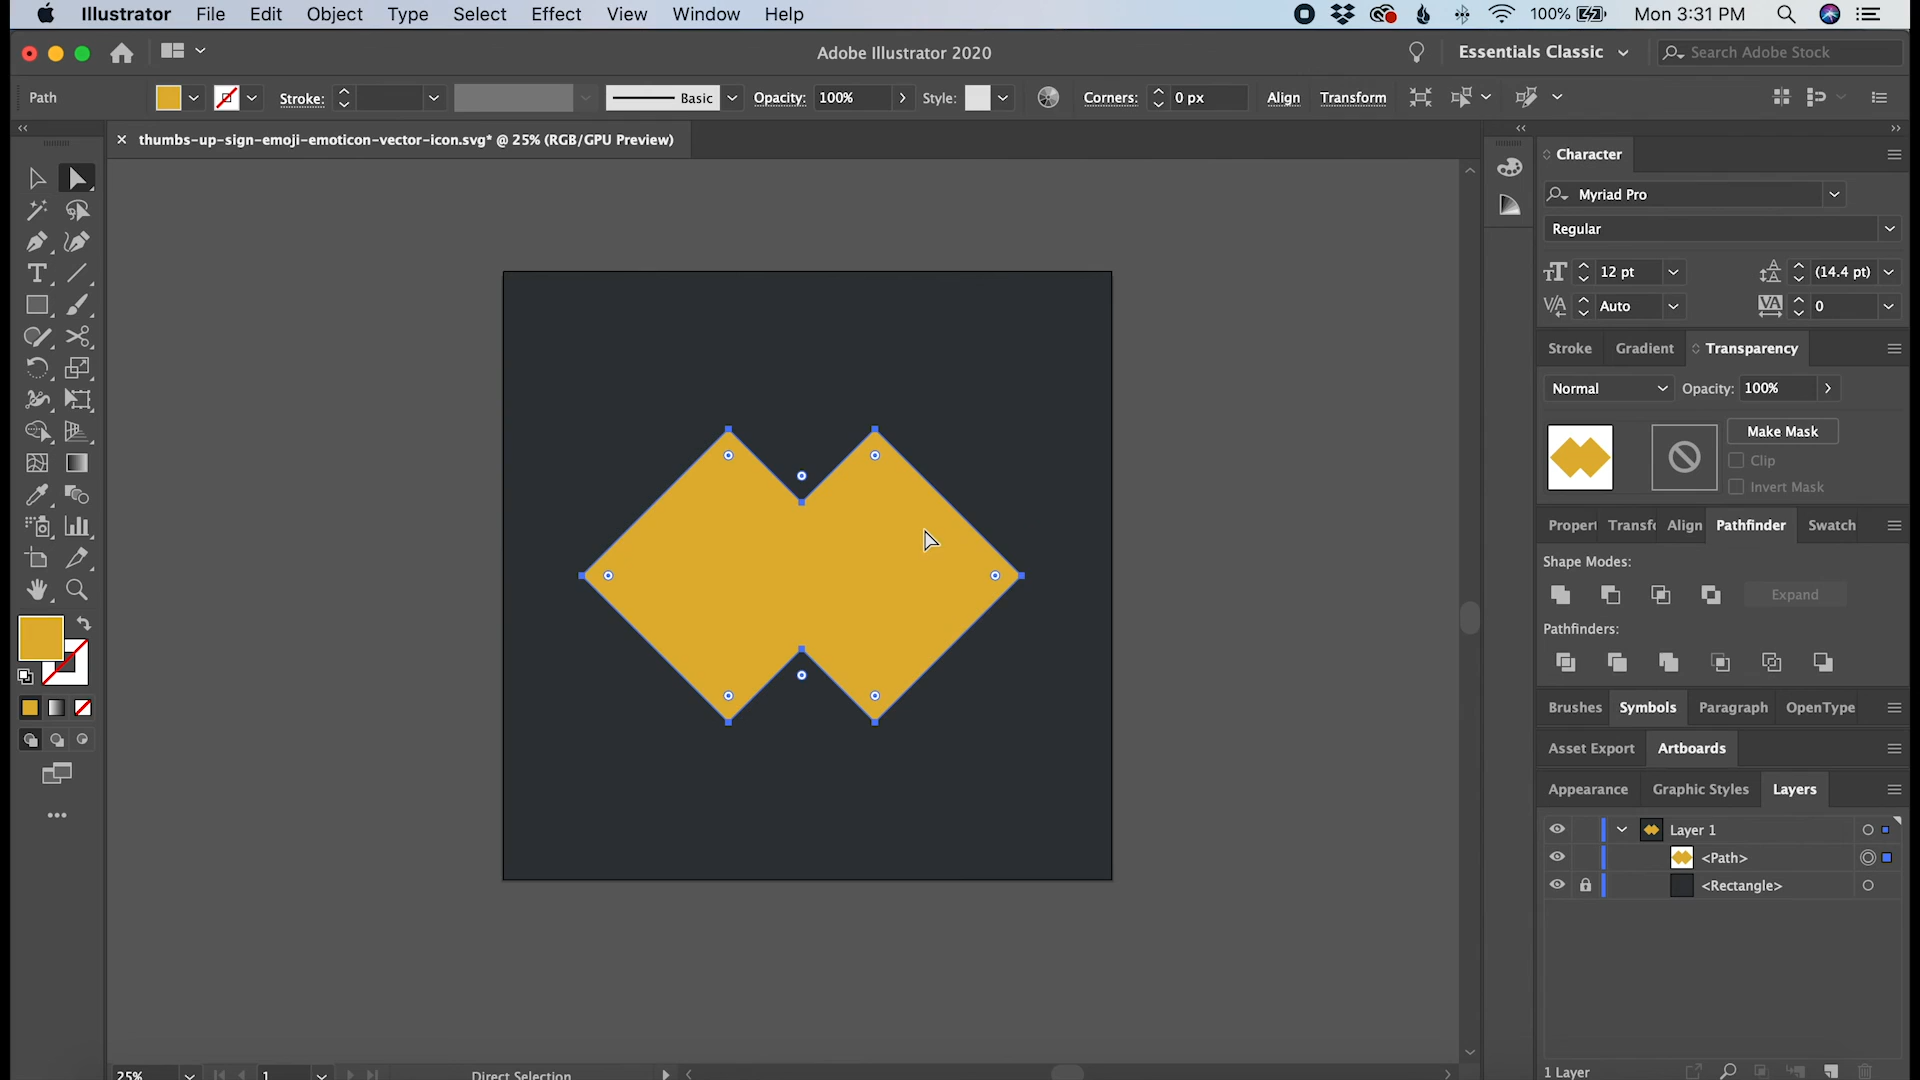 Illustrator File Edit Object Type Select Effect View Window Help 100% Mon 3:31 PM
Adobe Illustrator 2020 Essentials Classic Search Adobe Stock
Path Stroke: Basic Opacity: 100% Style: Corners: 0 px Align Transform
thumbs-up-sign-emoji-emoticon-vector-icon.svg* @ 25% (RGB/GPU Preview)
Character
Myriad Pro
Regular
12 pt (14.4 pt)
Auto 0
Stroke Gradient Transparency
Normal Opacity: 100%
Make Mask
Clip
Invert Mask
Propert Transfo Align Pathfinder Swatch
Shape Modes:
Expand
Pathfinders:
Brushes Symbols Paragraph OpenType
Asset Export Artboards
Appearance Graphic Styles Layers
Layer 1
<Path>
<Rectangle>
25% 1 Direct Selection 1 Layer